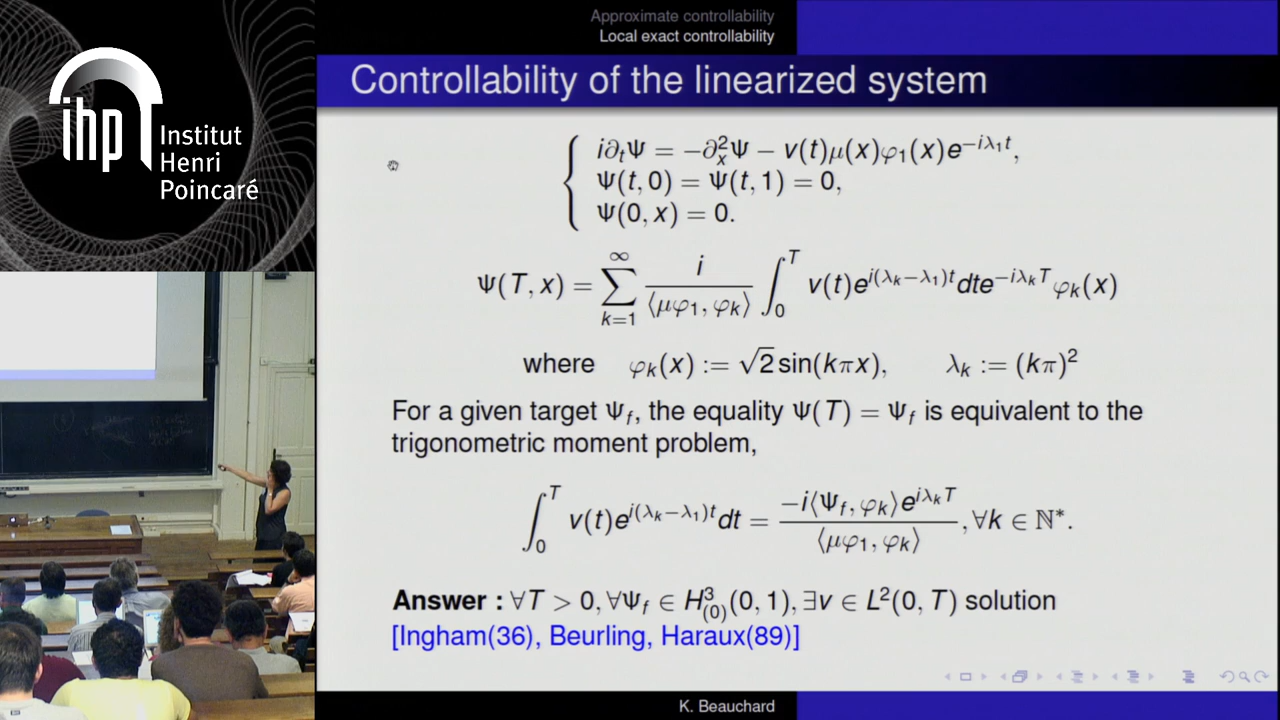 ihp
Institut
Henri
Poincaré
Approximate controllability
Local exact controllability
Controllability of the linearized system
i∂ₜΨ = −∂ₓ²Ψ − v(t)μ(x)φ₁(x)e^{−iλ₁t},
Ψ(t, 0) = Ψ(t, 1) = 0,
Ψ(0, x) = 0.
Ψ(T, x) = ∑_{k=1}^{∞} i/⟨μφ₁, φₖ⟩ ∫₀ᵀ v(t)e^{i(λₖ−λ₁)t}dte^{−iλₖT}φₖ(x)
where φₖ(x) := √2 sin(kπx), λₖ := (kπ)²
For a given target Ψ_f, the equality Ψ(T) = Ψ_f is equivalent to the
trigonometric moment problem,
∫₀ᵀ v(t)e^{i(λₖ−λ₁)t}dt = −i⟨Ψ_f, φₖ⟩e^{iλₖT}/⟨μφ₁, φₖ⟩, ∀k ∈ ℕ*.
Answer : ∀T > 0, ∀Ψ_f ∈ H³₍₀₎(0, 1), ∃v ∈ L²(0, T) solution
[Ingham(36), Beurling, Haraux(89)]
K. Beauchard